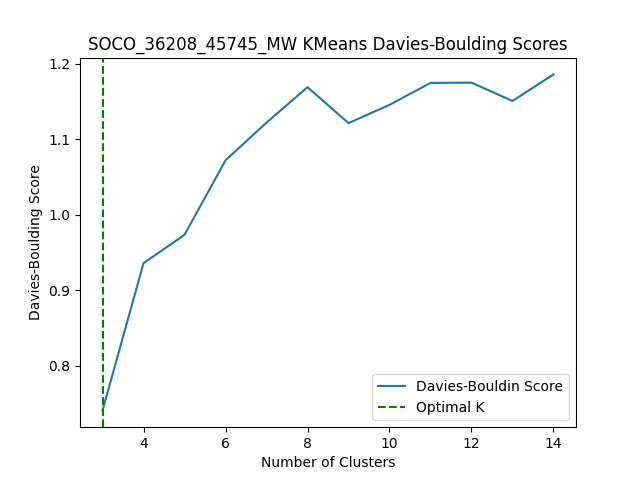 SOCO_36208_45745_MW KMeans Davies-Boulding Scores
Davies-Boulding Score
1.2
1.1
1.0
0.9
0.8
4
6
8
10
12
14
Number of Clusters
Davies-Bouldin Score
Optimal K